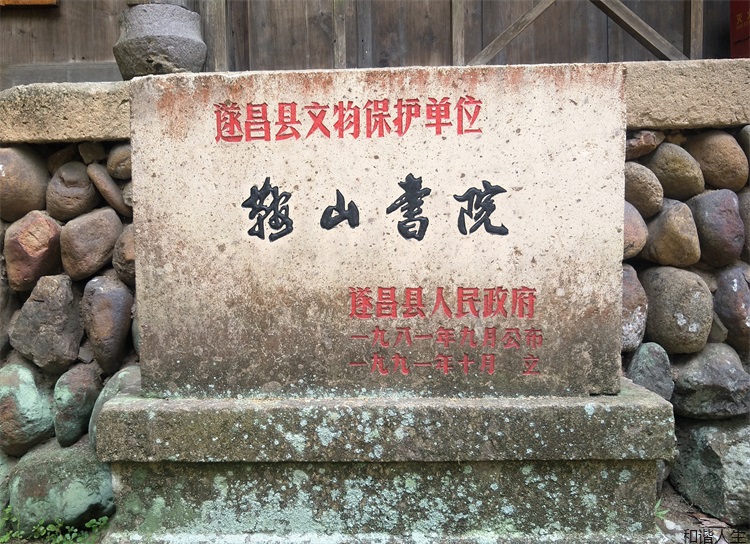 遂昌县文物保护单位
鞍山書院
遂昌县人民政府
一九八一年九月公布
一九九一年十月 立
和谐人生